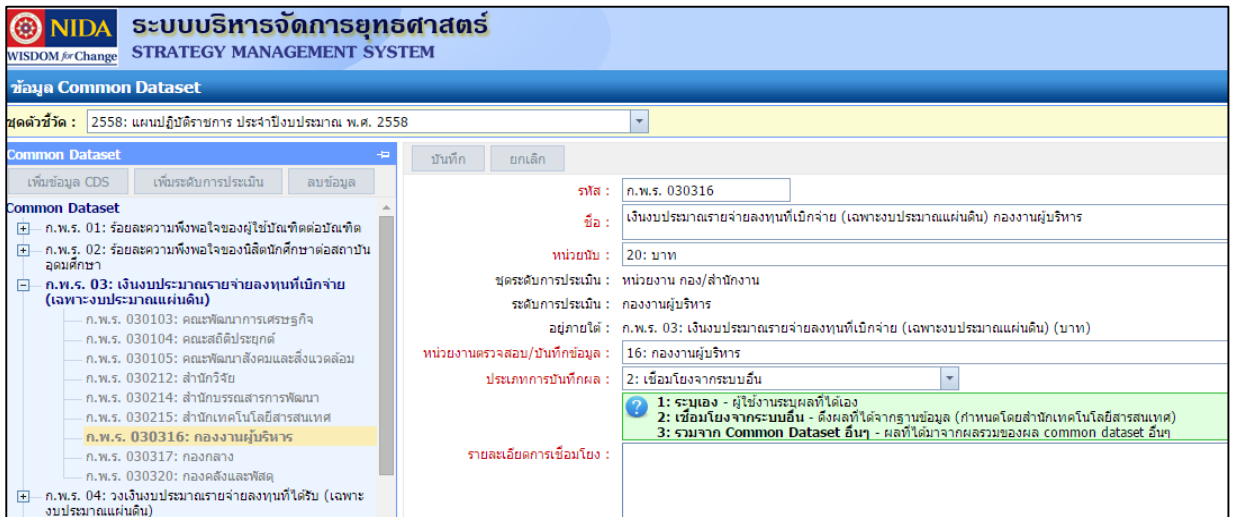 NIDA
WISDOM for Change
ระบบบริหารจัดการยุทธศาสตร์
STRATEGY MANAGEMENT SYSTEM
ข้อมูล Common Dataset
ชุดตัวชี้วัด : 2558: แผนปฏิบัติราชการ ประจำปีงบประมาณ พ.ศ. 2558
Common Dataset
เพิ่มข้อมูล CDS เพิ่มระดับการประเมิน ลบข้อมูล
Common Dataset
ก.พ.ร. 01: ร้อยละความพึงพอใจของผู้ใช้บัณฑิตต่อบัณฑิต
ก.พ.ร. 02: ร้อยละความพึงพอใจของนิสิตนักศึกษาต่อสถาบัน
อุดมศึกษา
ก.พ.ร. 03: เงินงบประมาณรายจ่ายลงทุนที่เบิกจ่าย
(เฉพาะงบประมาณแผ่นดิน)
ก.พ.ร. 030103: คณะพัฒนาการเศรษฐกิจ
ก.พ.ร. 030104: คณะสถิติประยุกต์
ก.พ.ร. 030105: คณะพัฒนาสังคมและสิ่งแวดล้อม
ก.พ.ร. 030212: สำนักวิจัย
ก.พ.ร. 030214: สำนักบรรณสารการพัฒนา
ก.พ.ร. 030215: สำนักเทคโนโลยีสารสนเทศ
ก.พ.ร. 030316: กองงานผู้บริหาร
ก.พ.ร. 030317: กองกลาง
ก.พ.ร. 030320: กองคลังและพัสดุ
ก.พ.ร. 04: วงเงินงบประมาณรายจ่ายลงทุนที่ได้รับ (เฉพาะ
งบประมาณแผ่นดิน)
บันทึก ยกเลิก
รหัส : ก.พ.ร. 030316
ชื่อ : เงินงบประมาณรายจ่ายลงทุนที่เบิกจ่าย (เฉพาะงบประมาณแผ่นดิน) กองงานผู้บริหาร
หน่วยนับ : 20: บาท
ชุดระดับการประเมิน : หน่วยงาน กอง/สำนักงาน
ระดับการประเมิน : กองงานผู้บริหาร
อยู่ภายใต้ : ก.พ.ร. 03: เงินงบประมาณรายจ่ายลงทุนที่เบิกจ่าย (เฉพาะงบประมาณแผ่นดิน) (บาท)
หน่วยงานตรวจสอบ/บันทึกข้อมูล : 16: กองงานผู้บริหาร
ประเภทการบันทึกผล : 2: เชื่อมโยงจากระบบอื่น
1: ระบุเอง - ผู้ใช้งานระบุผลที่ได้เอง
2: เชื่อมโยงจากระบบอื่น - ดึงผลที่ได้จากฐานข้อมูล (กำหนดโดยสำนักเทคโนโลยีสารสนเทศ)
3: รวมจาก Common Dataset อื่นๆ - ผลที่ได้มาจากผลรวมของผล common dataset อื่นๆ
รายละเอียดการเชื่อมโยง :